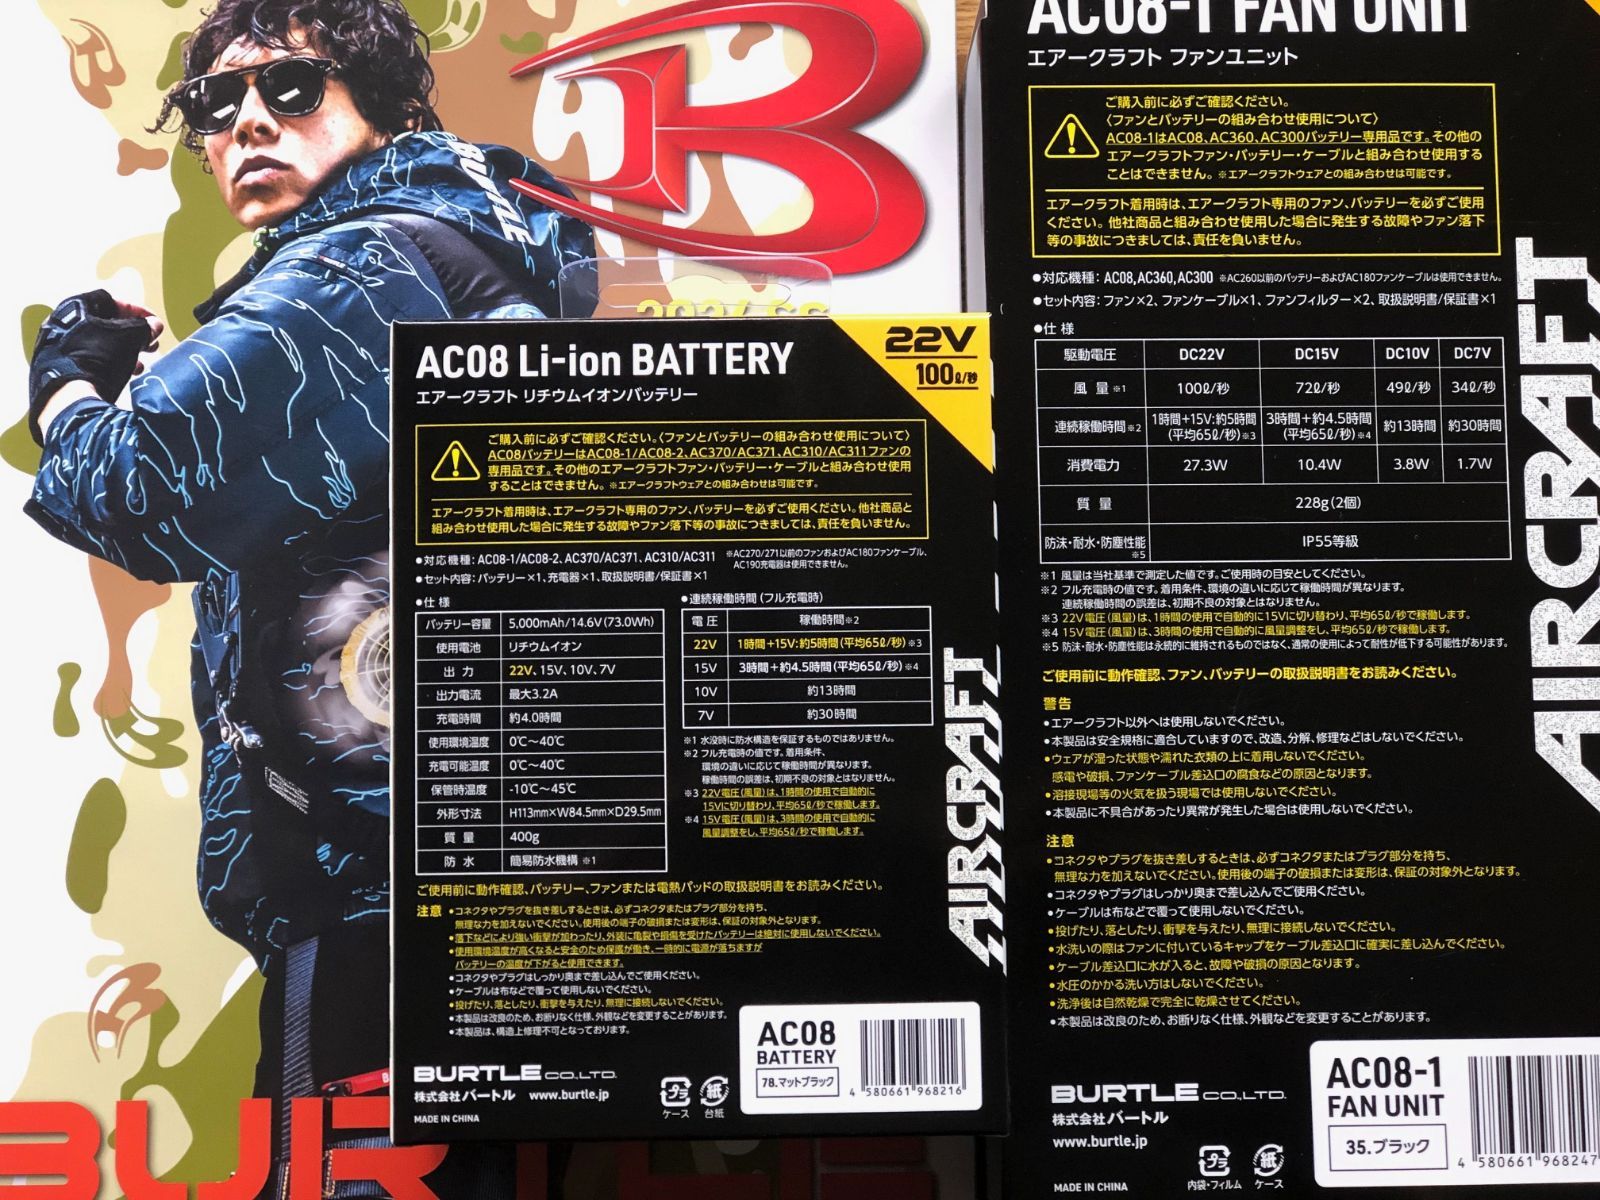 B
BURTLE
AC08 Li-ion BATTERY
エアークラフト リチウムイオンバッテリー
22V
100ℓ/秒
ご購入前に必ずご確認ください。〈ファンとバッテリーの組み合わせ使用について〉
AC08バッテリーはAC08-1/AC08-2、AC370/AC371、AC310/AC311ファンの
専用品です。その他のエアークラフトファン・バッテリー・ケーブルと組み合わせ使用
することはできません。※エアークラフトウェアとの組み合わせは可能です。
エアークラフト着用時は、エアークラフト専用のファン、バッテリーを必ずご使用ください。他社商品と
組み合わせ使用した場合に発生する故障やファン落下等の事故につきましては、責任を負いません。
●対応機種：AC08-1/AC08-2、AC370/AC371、AC310/AC311 ※AC270/271以前のファンおよびAC180ファンケーブル、
AC190充電器は使用できません。
●セット内容：バッテリー×1、充電器×1、取扱説明書/保証書×1
●仕様
バッテリー容量 5,000mAh/14.6V(73.0Wh)
使用電池 リチウムイオン
出力 22V、15V、10V、7V
出力電流 最大3.2A
充電時間 約4.0時間
使用環境温度 0℃～40℃
充電可能温度 0℃～40℃
保管時温度 -10℃～45℃
外形寸法 H113mm×W84.5mm×D29.5mm
質量 400g
防水 簡易防水機構 ※1
●連続稼働時間（フル充電時）
電圧 稼働時間※2
22V 1時間＋15V:約5時間(平均65ℓ/秒)※3
15V 3時間＋約4.5時間(平均65ℓ/秒)※4
10V 約13時間
7V 約30時間
※1 水没時に防水構造を保証するものではありません。
※2 フル充電時の値です。着用条件、
環境の違いに応じて稼働時間が異なります。
稼働時間の誤差は、初期不良の対象とはなりません。
※3 22V電圧(風量)は、1時間の使用で自動的に
15Vに切り替わり、平均65ℓ/秒で稼働します。
※4 15V電圧(風量)は、3時間の使用で自動的に
風量調整をし、平均65ℓ/秒で稼働します。
ご使用前に動作確認、バッテリー、ファンまたは電熱パッドの取扱説明書をお読みください。
注意 ●コネクタやプラグを抜き差しするときは、必ずコネクタまたはプラグ部分を持ち、
無理な力を加えないでください。使用後の端子の破損または変形は、保証の対象外となります。
●落下などにより強い衝撃が加わったり、外装に亀裂や損傷を受けたバッテリーは絶対に使用しないでください。
●使用環境温度が高くなると安全のため保護が働き、一時的に電源が落ちますが
バッテリーの温度が下がると使用できます。
●コネクタやプラグはしっかり奥まで差し込んでご使用ください。
●ケーブルは布などで覆って使用しないでください。
●投げたり、落としたり、衝撃を与えたり、無理に接続しないでください。
●本製品は改良のため、お断りなく仕様、外観などを変更することがあります。
●本製品は、構造上修理不可となっております。
BURTLE CO.,LTD.
株式会社バートル www.burtle.jp
MADE IN CHINA
プラ
ケース
紙
台紙
AC08
BATTERY
78.マットブラック
4 580661 968216
AIRCRAFT
AC08-1 FAN UNIT
エアークラフト ファンユニット
ご購入前に必ずご確認ください。
〈ファンとバッテリーの組み合わせ使用について〉
AC08-1はAC08、AC360、AC300バッテリー専用品です。その他の
エアークラフトファン・バッテリー・ケーブルと組み合わせ使用する
ことはできません。※エアークラフトウェアとの組み合わせは可能です。
エアークラフト着用時は、エアークラフト専用のファン、バッテリーを必ずご使用
ください。他社商品と組み合わせ使用した場合に発生する故障やファン落下
等の事故につきましては、責任を負いません。
●対応機種：AC08,AC360,AC300 ※AC260以前のバッテリーおよびAC180ファンケーブルは使用できません。
●セット内容：ファン×2、ファンケーブル×1、ファンフィルター×2、取扱説明書/保証書×1
●仕様
駆動電圧 DC22V DC15V DC10V DC7V
風量※1 100ℓ/秒 72ℓ/秒 49ℓ/秒 34ℓ/秒
連続稼働時間※2 1時間＋15V:約5時間(平均65ℓ/秒)※3 3時間＋約4.5時間(平均65ℓ/秒)※4 約13時間 約30時間
消費電力 27.3W 10.4W 3.8W 1.7W
質量 228g(2個)
防沫・耐水・防塵性能※5 IP55等級
※1 風量は当社基準で測定した値です。ご使用時の目安としてください。
※2 フル充電時の値です。着用条件、環境の違いに応じて稼働時間が異なります。
連続稼働時間の誤差は、初期不良の対象とはなりません。
※3 22V電圧(風量)は、1時間の使用で自動的に15Vに切り替わり、平均65ℓ/秒で稼働します。
※4 15V電圧(風量)は、3時間の使用で自動的に風量調整をし、平均65ℓ/秒で稼働します。
※5 防沫・耐水・防塵性能は永続的に維持されるものではなく、通常の使用によって耐性が低下する可能性があります。
ご使用前に動作確認、ファン、バッテリーの取扱説明書をお読みください。
警告
●エアークラフト以外へは使用しないでください。
●本製品は安全規格に適合していますので、改造、分解、修理などはしないでください。
●ウェアが湿った状態や濡れた衣類の上に着用しないでください。
感電や破損、ファンケーブル差込口の腐食などの原因となります。
●溶接現場等の火気を扱う現場では使用しないでください。
●本製品に不具合があったり異常が発生した場合は使用しないでください。
注意
●コネクタやプラグを抜き差しするときは、必ずコネクタまたはプラグ部分を持ち、
無理な力を加えないでください。使用後の端子の破損または変形は、保証の対象外となります。
●コネクタやプラグはしっかり奥まで差し込んでご使用ください。
●ケーブルは布などで覆って使用しないでください。
●投げたり、落としたり、衝撃を与えたり、無理に接続しないでください。
●水洗いの際はファンに付いているキャップをケーブル差込口に確実に差し込んでください。
●ケーブル差込口に水が入ると、故障や破損の原因となります。
●水圧のかかる洗い方はしないでください。
●洗浄後は自然乾燥で完全に乾燥させてください。
●本製品は改良のため、お断りなく仕様、外観などを変更することがあります。
BURTLE CO.,LTD.
株式会社バートル
www.burtle.jp
MADE IN CHINA
プラ
内袋・フィルム
紙
ケース
AC08-1
FAN UNIT
35.ブラック
4 580661 968247
AIRCRAFT